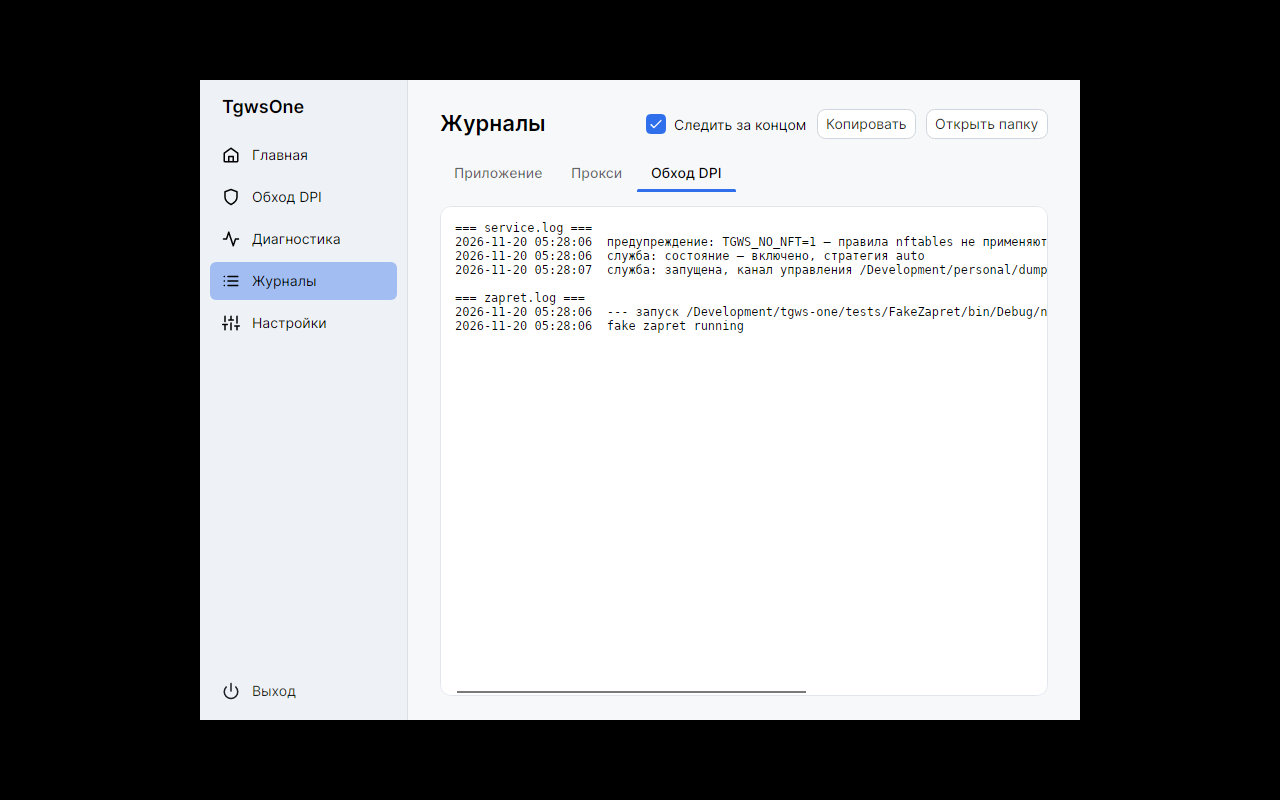 TgwsOne
Главная
Обход DPI
Диагностика
Журналы
Настройки
Выход
Журналы
Следить за концом
Копировать
Открыть папку
Приложение
Прокси
Обход DPI
=== service.log ===
2026-11-20 05:28:06  предупреждение: TGWS_NO_NFT=1 — правила nftables не применяют
2026-11-20 05:28:06  служба: состояние — включено, стратегия auto
2026-11-20 05:28:07  служба: запущена, канал управления /Development/personal/dump
=== zapret.log ===
2026-11-20 05:28:06  --- запуск /Development/tgws-one/tests/FakeZapret/bin/Debug/n
2026-11-20 05:28:06  fake zapret running